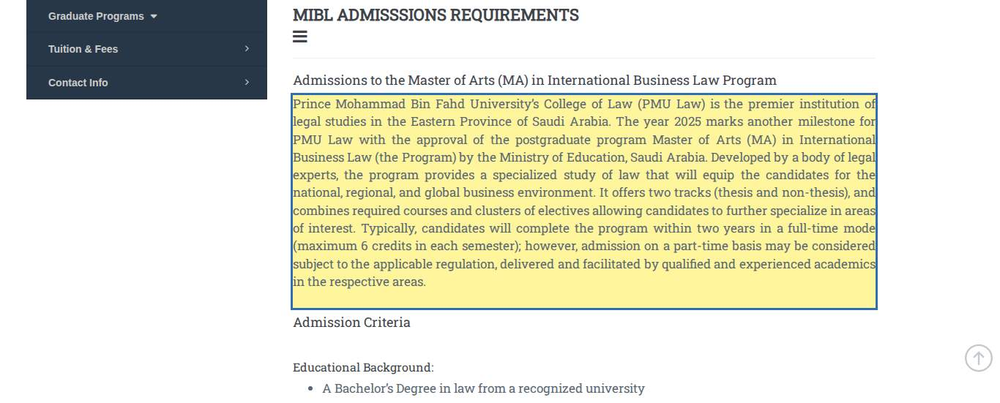 Graduate Programs
Tuition & Fees
Contact Info
MIBL ADMISSSIONS REQUIREMENTS
Admissions to the Master of Arts (MA) in International Business Law Program
Prince Mohammad Bin Fahd University's College of Law (PMU Law) is the premier institution of
legal studies in the Eastern Province of Saudi Arabia. The year 2025 marks another milestone for
PMU Law with the approval of the postgraduate program Master of Arts (MA) in International
Business Law (the Program) by the Ministry of Education, Saudi Arabia. Developed by a body of legal
experts, the program provides a specialized study of law that will equip the candidates for the
national, regional, and global business environment. It offers two tracks (thesis and non-thesis), and
combines required courses and clusters of electives allowing candidates to further specialize in areas
of interest. Typically, candidates will complete the program within two years in a full-time mode
(maximum 6 credits in each semester); however, admission on a part-time basis may be considered
subject to the applicable regulation, delivered and facilitated by qualified and experienced academics
in the respective areas.
Admission Criteria
Educational Background:
A Bachelor's Degree in law from a recognized university